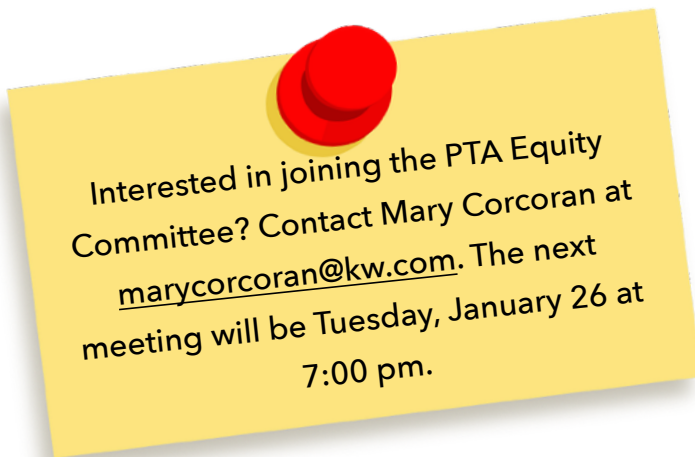 Interested in joining the PTA Equity
Committee? Contact Mary Corcoran at
marycorcoran@kw.com. The next
meeting will be Tuesday, January 26 at
7:00 pm.